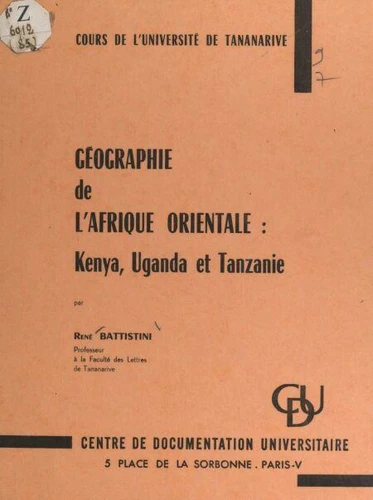 Z
COURS DE L'UNIVERSITÉ DE TANANARIVE
GÉOGRAPHIE
de
L'AFRIQUE ORIENTALE :
Kenya, Uganda et Tanzanie
par
RENÉ BATTISTINI
Professeur
à la Faculté des Lettres
de Tananarive
CDU
CENTRE DE DOCUMENTATION UNIVERSITAIRE
5 PLACE DE LA SORBONNE . PARIS-V